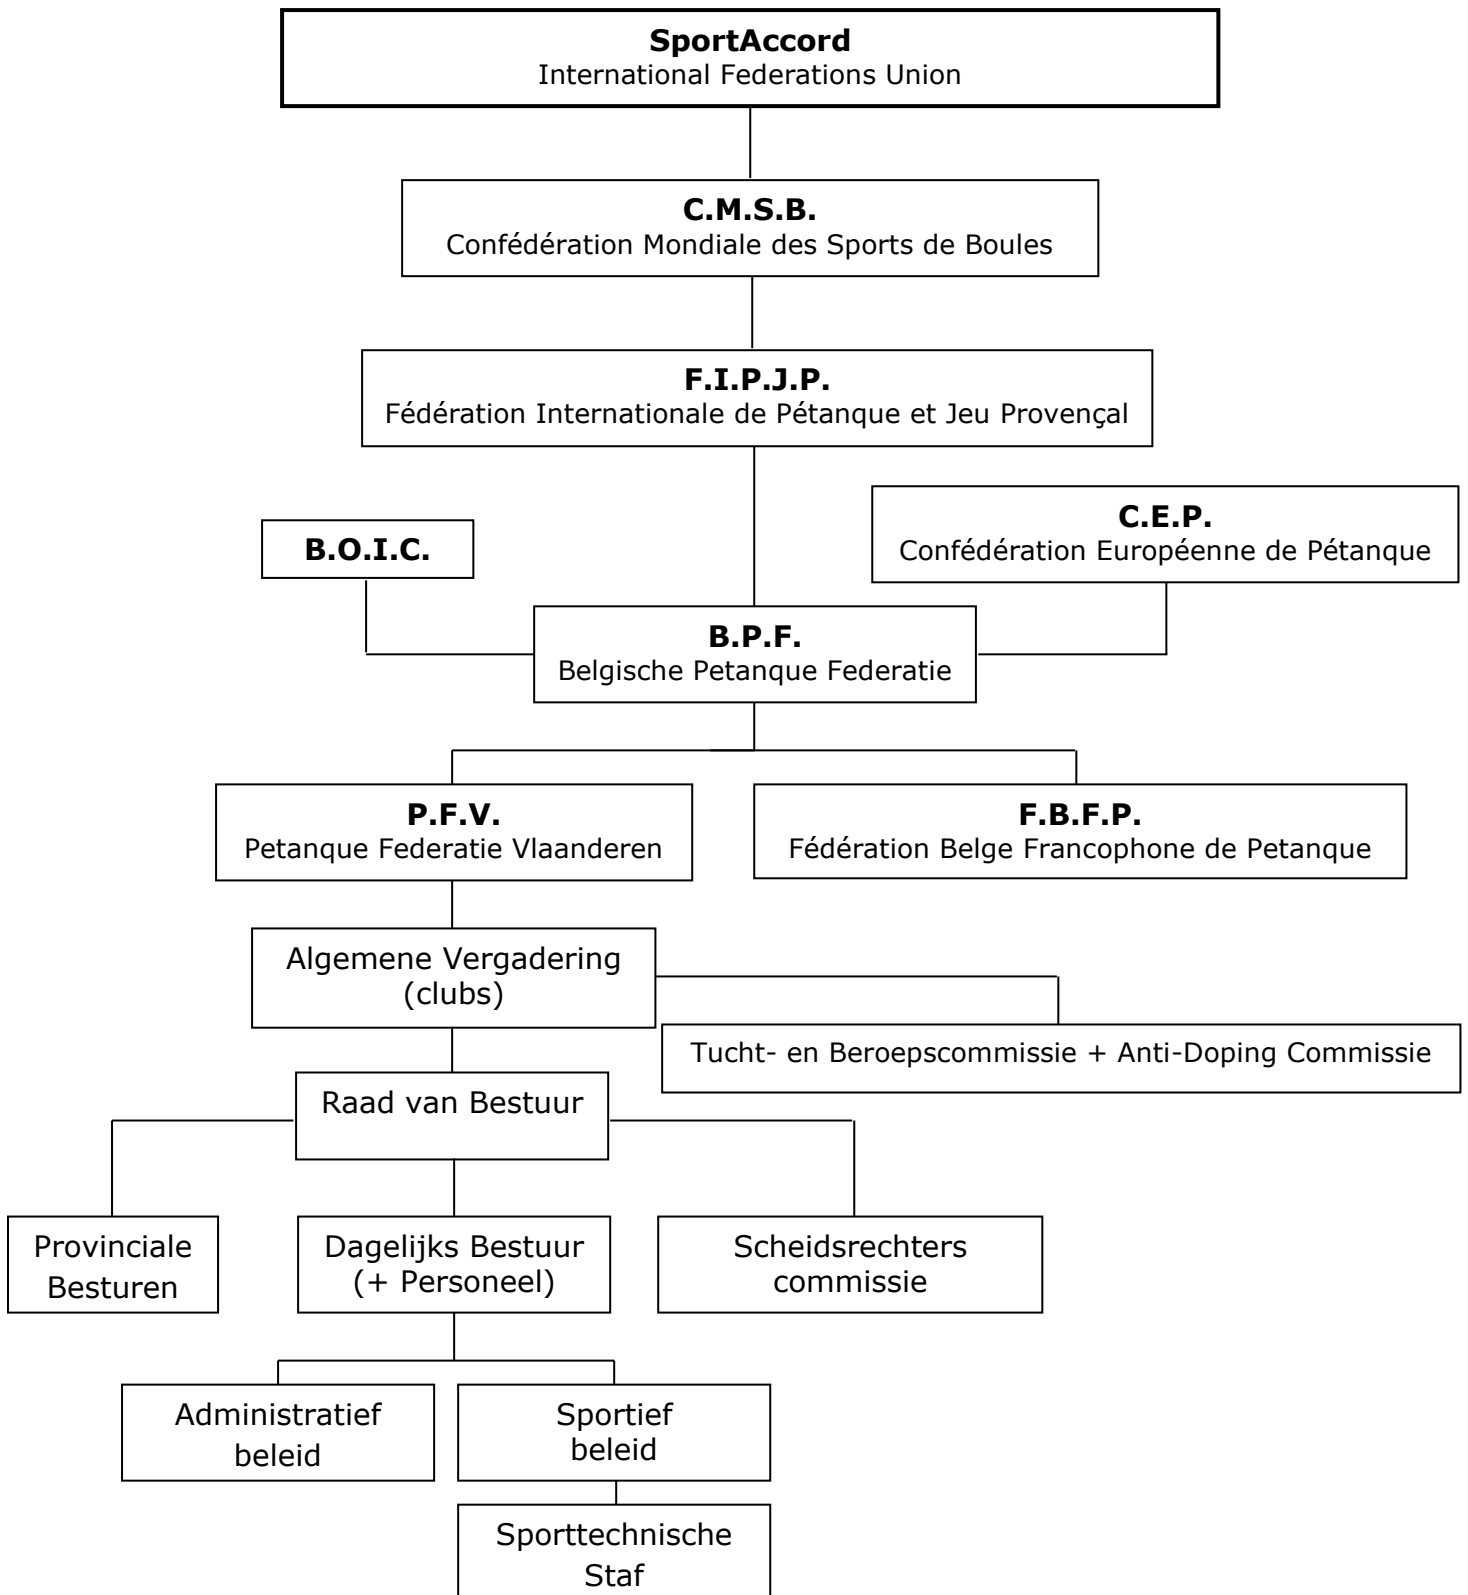 SportAccord
International Federations Union
C.M.S.B.
Confédération Mondiale des Sports de Boules
F.I.P.J.P.
Fédération Internationale de Pétanque et Jeu Provençal
B.O.I.C.
C.E.P.
Confédération Européenne de Pétanque
B.P.F.
Belgische Petanque Federatie
P.F.V.
Petanque Federatie Vlaanderen
F.B.F.P.
Fédération Belge Francophone de Petanque
Algemene Vergadering
(clubs)
Tucht- en Beroepscommissie + Anti-Doping Commissie
Raad van Bestuur
Provinciale
Besturen
Dagelijks Bestuur
(+ Personeel)
Scheidsrechters
commissie
Administratief
beleid
Sportief
beleid
Sporttechnische
Staf